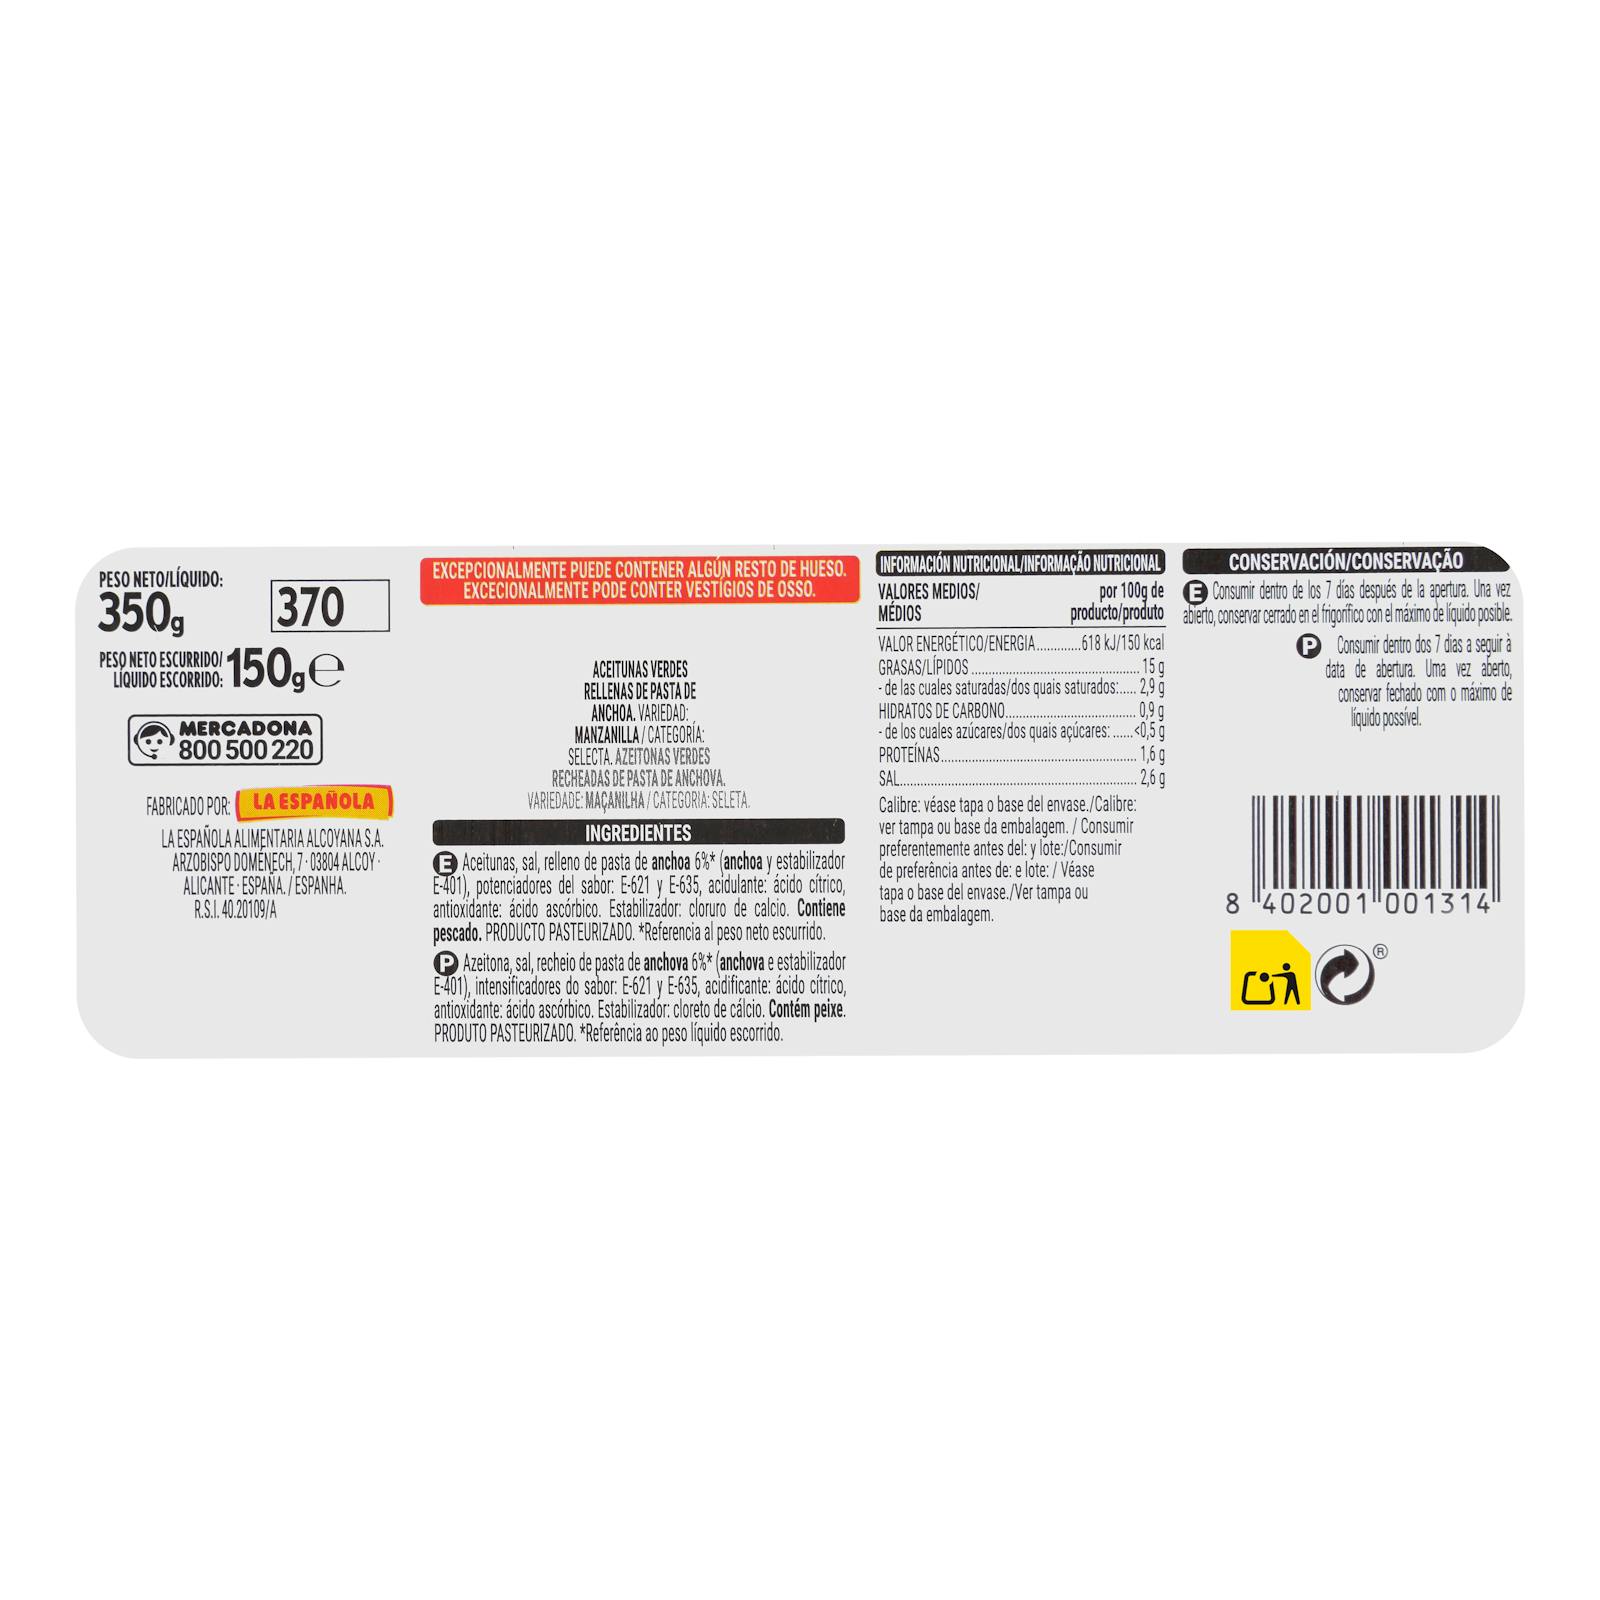 PESO NETO/LÍQUIDO:
350g
370
PESO NETO ESCURRIDO/
LÍQUIDO ESCORRIDO:
150g℮
MERCADONA
800 500 220
FABRICADO POR: LA ESPAÑOLA
LA ESPAÑOLA ALIMENTARIA ALCOYANA S.A.
ARZOBISPO DOMÉNECH, 7 · 03804 ALCOY ·
ALICANTE · ESPAÑA. / ESPANHA.
R.S.I. 40.20109/A
EXCEPCIONALMENTE PUEDE CONTENER ALGÚN RESTO DE HUESO.
EXCECIONALMENTE PODE CONTER VESTÍGIOS DE OSSO.
ACEITUNAS VERDES
RELLENAS DE PASTA DE
ANCHOA. VARIEDAD:
MANZANILLA / CATEGORÍA:
SELECTA. AZEITONAS VERDES
RECHEADAS DE PASTA DE ANCHOVA.
VARIEDADE: MAÇANILHA / CATEGORIA: SELETA.
INGREDIENTES
E Aceitunas, sal, relleno de pasta de anchoa 6%* (anchoa y estabilizador
E-401), potenciadores del sabor: E-621 y E-635, acidulante: ácido cítrico,
antioxidante: ácido ascórbico. Estabilizador: cloruro de calcio. Contiene
pescado. PRODUCTO PASTEURIZADO. *Referencia al peso neto escurrido.
P Azeitona, sal, recheio de pasta de anchova 6%* (anchova e estabilizador
E-401), intensificadores do sabor: E-621 y E-635, acidificante: ácido cítrico,
antioxidante: ácido ascórbico. Estabilizador: cloreto de cálcio. Contém peixe.
PRODUTO PASTEURIZADO. *Referência ao peso líquido escorrido.
INFORMACIÓN NUTRICIONAL/INFORMAÇÃO NUTRICIONAL
VALORES MEDIOS/ por 100g de
MÉDIOS producto/produto
VALOR ENERGÉTICO/ENERGIA.............618 kJ/150 kcal
GRASAS/LÍPIDOS .......................................... 15 g
- de las cuales saturadas/dos quais saturados:..... 2,9 g
HIDRATOS DE CARBONO................................. 0,9 g
- de los cuales azúcares/dos quais açúcares: ......<0,5 g
PROTEÍNAS................................................. 1,6 g
SAL............................................................ 2,6 g
Calibre: véase tapa o base del envase./Calibre:
ver tampa ou base da embalagem. / Consumir
preferentemente antes del: y lote:/Consumir
de preferência antes de: e lote: / Véase
tapa o base del envase./Ver tampa ou
base da embalagem.
CONSERVACIÓN/CONSERVAÇÃO
E Consumir dentro de los 7 días después de la apertura. Una vez
abierto, conservar cerrado en el frigorífico con el máximo de líquido posible.
P Consumir dentro dos 7 dias a seguir à
data de abertura. Uma vez aberto,
conservar fechado com o máximo de
líquido possível.
8 402001 001314
®